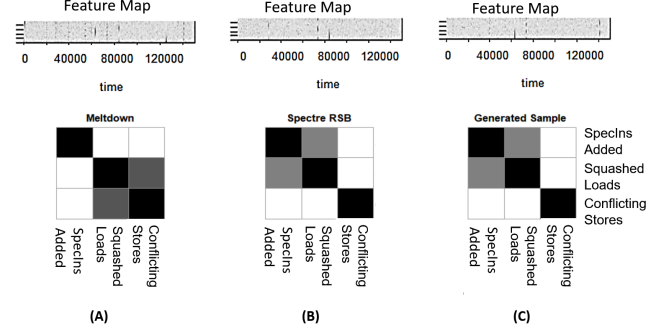 Feature Map
Feature Map
Feature Map
0 40000 80000 120000
0 40000 80000 120000
0 40000 80000 120000
time
time
time
Meltdown
Spectre RSB
Generated Sample
SpecIns
Added
Squashed
Loads
Conflicting
Stores
SpecIns
Added
Squashed
Loads
Conflicting
Stores
SpecIns
Added
Squashed
Loads
Conflicting
Stores
SpecIns
Added
Squashed
Loads
Conflicting
Stores
(A)
(B)
(C)